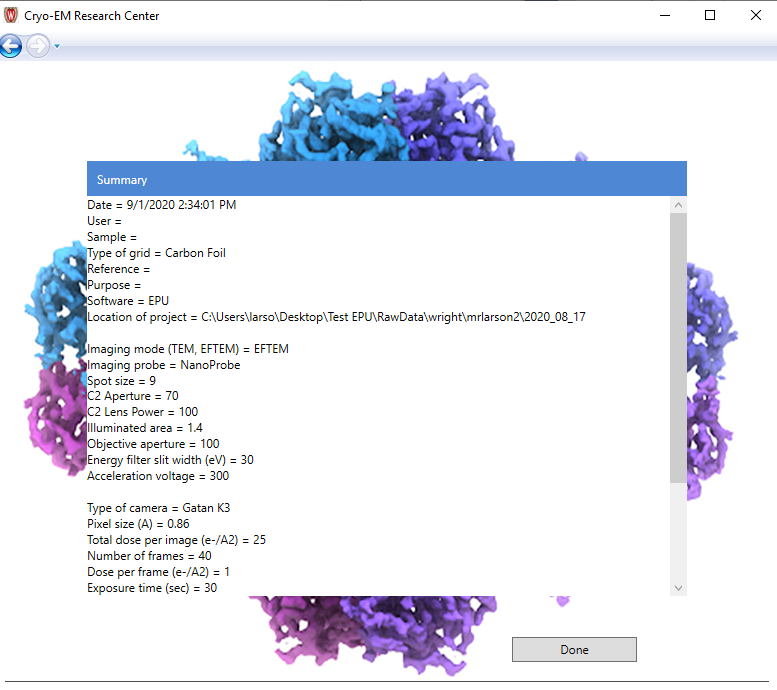 Cryo-EM Research Center
Summary
Date = 9/1/2020 2:34:01 PM
User =
Sample =
Type of grid = Carbon Foil
Reference =
Purpose =
Software = EPU
Location of project = C:\Users\larso\Desktop\Test EPU\RawData\wright\mrlarson2\2020_08_17
Imaging mode (TEM, EFTEM) = EFTEM
Imaging probe = NanoProbe
Spot size = 9
C2 Aperture = 70
C2 Lens Power = 100
Illuminated area = 1.4
Objective aperture = 100
Energy filter slit width (eV) = 30
Acceleration voltage = 300
Type of camera = Gatan K3
Pixel size (A) = 0.86
Total dose per image (e-/A2) = 25
Number of frames = 40
Dose per frame (e-/A2) = 1
Exposure time (sec) = 30
Done